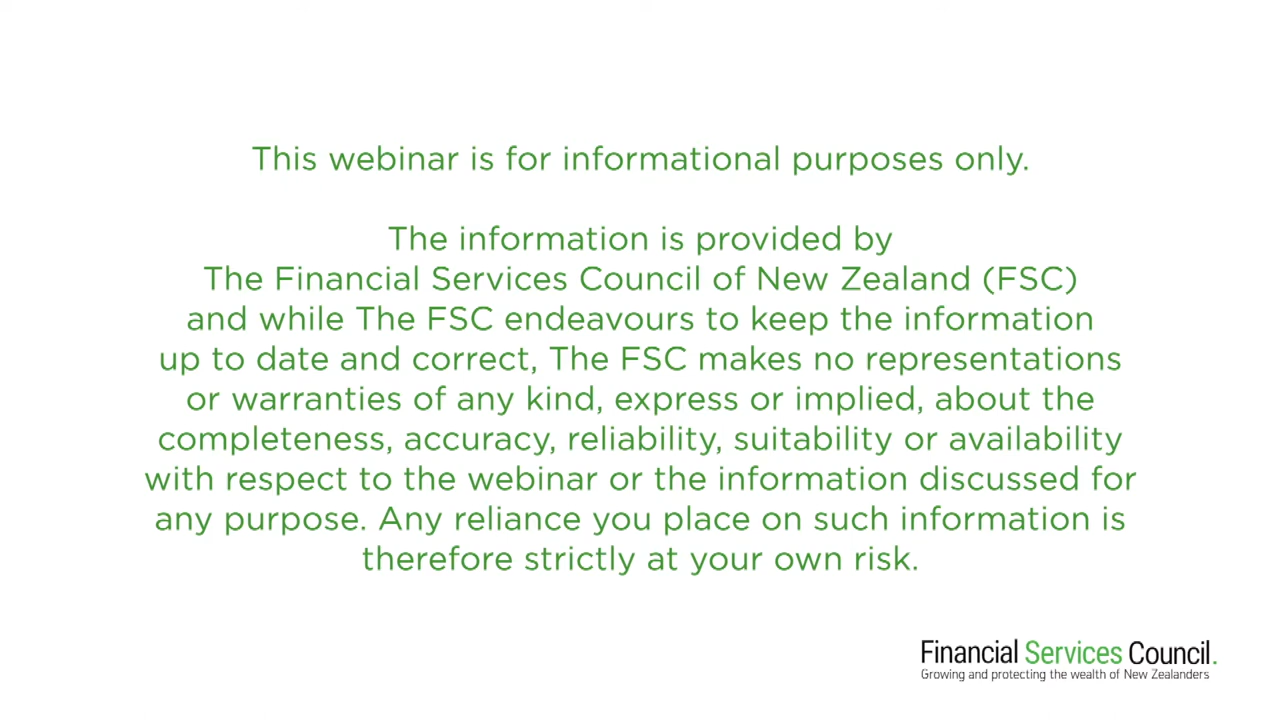 This webinar is for informational purposes only.
The information is provided by
The Financial Services Council of New Zealand (FSC)
and while The FSC endeavours to keep the information
up to date and correct, The FSC makes no representations
or warranties of any kind, express or implied, about the
completeness, accuracy, reliability, suitability or availability
with respect to the webinar or the information discussed for
any purpose. Any reliance you place on such information is
therefore strictly at your own risk.
Financial Services Council.
Growing and protecting the wealth of New Zealanders